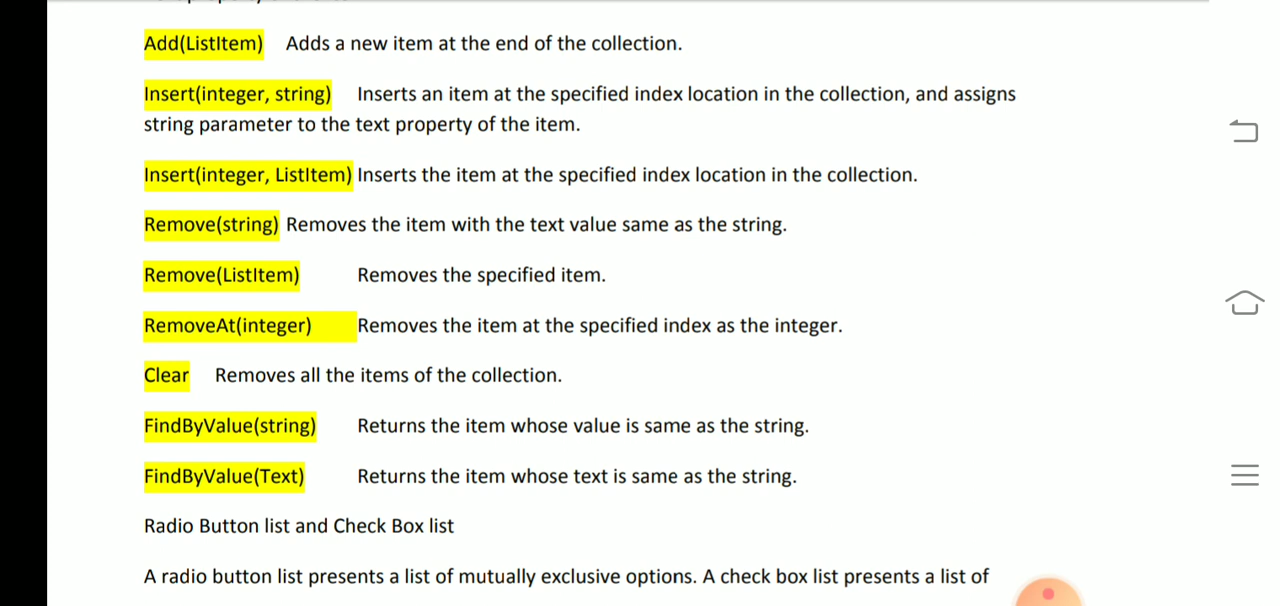 Add(ListItem) Adds a new item at the end of the collection.
Insert(integer, string) Inserts an item at the specified index location in the collection, and assigns
string parameter to the text property of the item.
Insert(integer, ListItem) Inserts the item at the specified index location in the collection.
Remove(string) Removes the item with the text value same as the string.
Remove(ListItem) Removes the specified item.
RemoveAt(integer) Removes the item at the specified index as the integer.
Clear Removes all the items of the collection.
FindByValue(string) Returns the item whose value is same as the string.
FindByValue(Text) Returns the item whose text is same as the string.
Radio Button list and Check Box list
A radio button list presents a list of mutually exclusive options. A check box list presents a list of